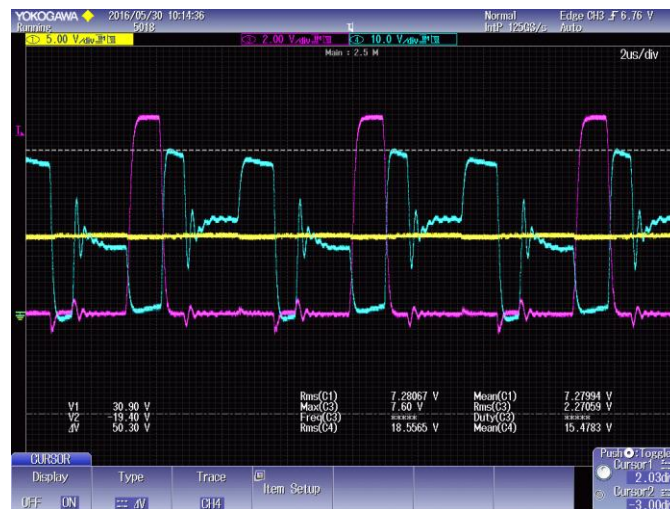 YOKOGAWA ◆ 2016/05/30 10:14:36 Normal Edge CH3 ƒ 6.76 V
Running 5018 IntP 125GS/s Auto
5.00 V/div 2.00 V/div 10.0 V/div
Main : 2.5 M
2us/div
Rms(C1) 7.28067 V Mean(C1) 7.27994 V
V1 30.90 V Max(C3) 7.60 V Rms(C3) 2.27059 V
V2 -19.40 V Freq(C3) ***** Duty(C3) *****
ΔV 50.30 V Rms(C4) 18.5565 V Mean(C4) 15.4783 V
CURSOR
Push :Toggle
Display Type Trace Item Setup Cursor1
OFF ON ΔV CH4 2.03di
Cursor2
-3.00di